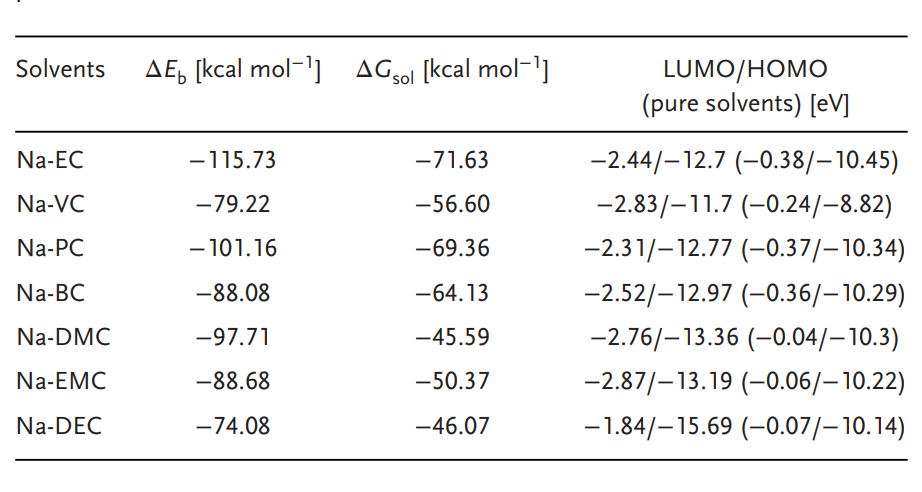 Solvents ΔEb [kcal mol−1] ΔGsol [kcal mol−1] LUMO/HOMO
(pure solvents) [eV]
Na-EC −115.73 −71.63 −2.44/−12.7 (−0.38/−10.45)
Na-VC −79.22 −56.60 −2.83/−11.7 (−0.24/−8.82)
Na-PC −101.16 −69.36 −2.31/−12.77 (−0.37/−10.34)
Na-BC −88.08 −64.13 −2.52/−12.97 (−0.36/−10.29)
Na-DMC −97.71 −45.59 −2.76/−13.36 (−0.04/−10.3)
Na-EMC −88.68 −50.37 −2.87/−13.19 (−0.06/−10.22)
Na-DEC −74.08 −46.07 −1.84/−15.69 (−0.07/−10.14)